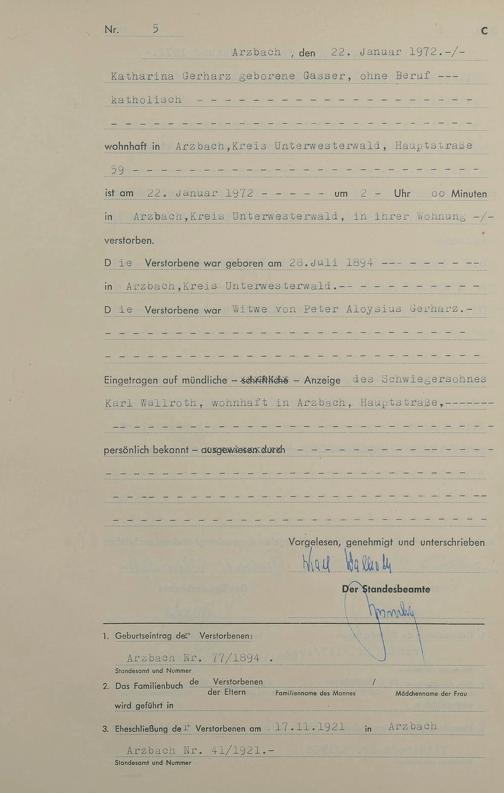 Nr. 5 C
Arzbach, den 22. Januar 1972.-/-
Katharina Gerharz geborene Gasser, ohne Beruf ---
katholisch - - - - - - - - - - - - - - - - - - -
- - - - - - - - - - - - - - - - - - - - - - - -
wohnhaft in Arzbach,Kreis Unterwesterwald, Hauptstraße
59 - - - - - - - - - - - - - - - - - - - - - - -
ist am 22. Januar 1972 - - - - - um 2 - Uhr oo Minuten
in Arzbach,Kreis Unterwesterwald, in ihrer Wohnung -/-
verstorben.
D ie Verstorbene war geboren am 28.Juli 1894 --- - - - - --
in Arzbach,Kreis Unterwesterwald.-- - - - - - - - - -
D ie Verstorbene war Witwe von Peter Aloysius Gerharz.-
- - - - - - - - - - - - - - - - - - - - - - - -
- - - - - - - - - - - - - - - - - - - - - - - -
Eingetragen auf mündliche – schriftliche – Anzeige des Schwiegersohnes
Karl Wallroth, wohnhaft in Arzbach, Hauptstraße,-------
-- - - - - - - - - - - - - - - - - - - - - - - -
persönlich bekannt – ausgewiesen durch - - - - - - - - -- - - --
- - - - - - - - - - - - - - - - - - - - - - - -
- -- - - - - - - - - - - - - - - - - - - - - --
- - - - - - - - - - - - - - - - - - - - - - - -
Vorgelesen, genehmigt und unterschrieben
Karl Wallroth
Der Standesbeamte
1. Geburtseintrag der Verstorbenen:
Arzbach Nr. 77/1894 .
Standesamt und Nummer
2. Das Familienbuch de Verstorbenen /
der Eltern Familienname des Mannes Mädchenname der Frau
wird geführt in
3. Eheschließung der Verstorbenen am 17.11.1921 in Arzbach
Arzbach Nr. 41/1921.-
Standesamt und Nummer